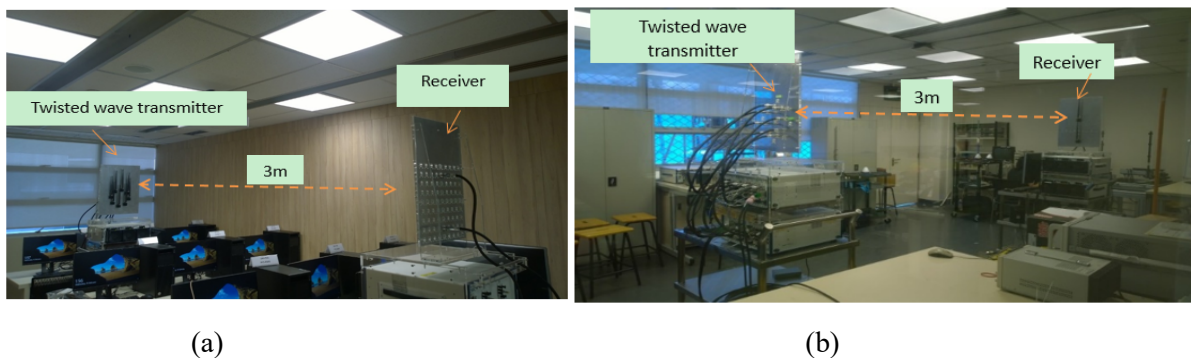 Twisted wave transmitter
Receiver
3m
Twisted wave
transmitter
Receiver
3m
(a)
(b)